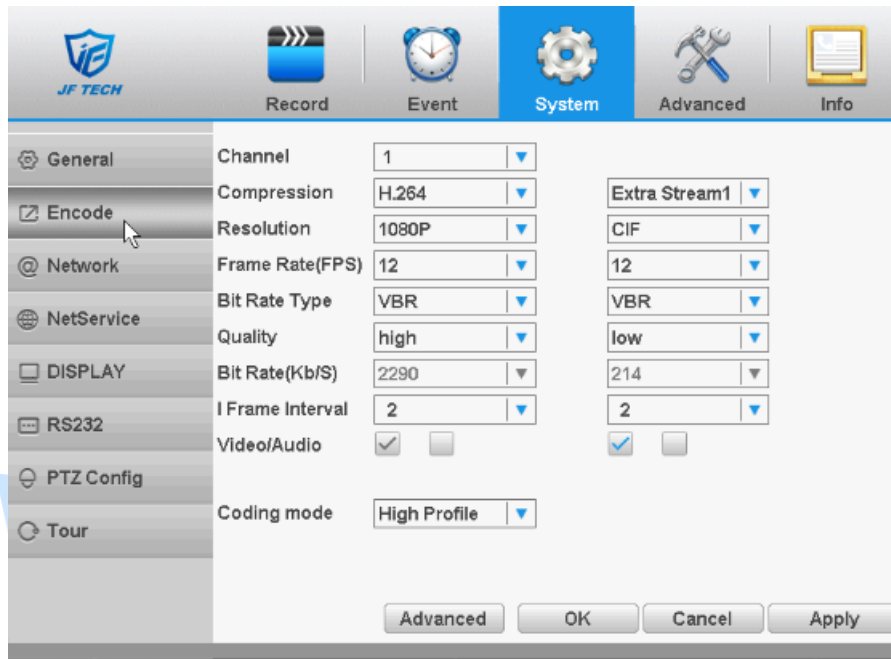 JF TECH
Record Event System Advanced Info
General
Encode
Network
NetService
DISPLAY
RS232
PTZ Config
Tour
Channel 1
Compression H.264 Extra Stream1
Resolution 1080P CIF
Frame Rate(FPS) 12 12
Bit Rate Type VBR VBR
Quality high low
Bit Rate(Kb/S) 2290 214
I Frame Interval 2 2
Video/Audio
Coding mode High Profile
Advanced OK Cancel Apply